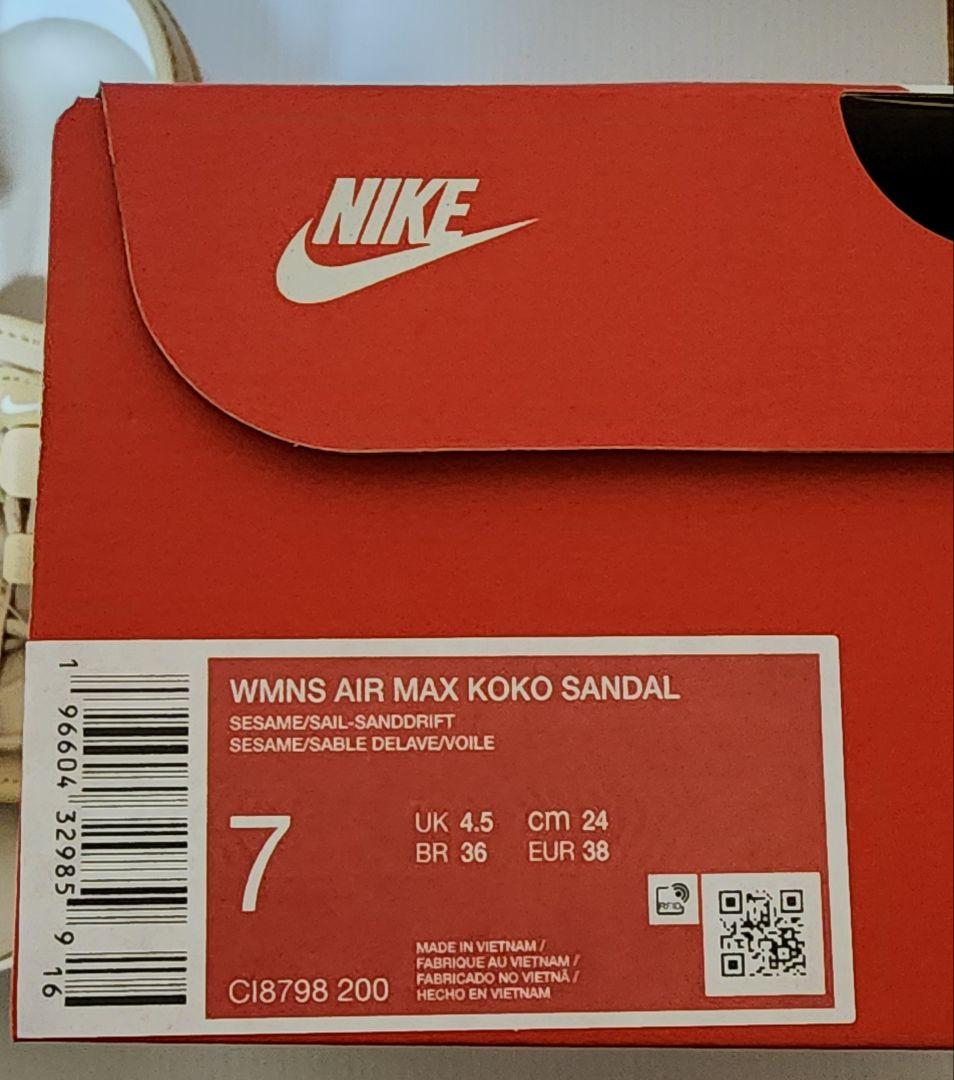 NIKE
WMNS AIR MAX KOKO SANDAL
SESAME/SAIL-SANDDRIFT
SESAME/SABLE DELAVE/VOILE
7
UK 4.5 cm 24
BR 36 EUR 38
RFID
MADE IN VIETNAM /
FABRIQUE AU VIETNAM /
FABRICADO NO VIETNÃ /
HECHO EN VIETNAM
CI8798 200
1 96604 32985 9 16